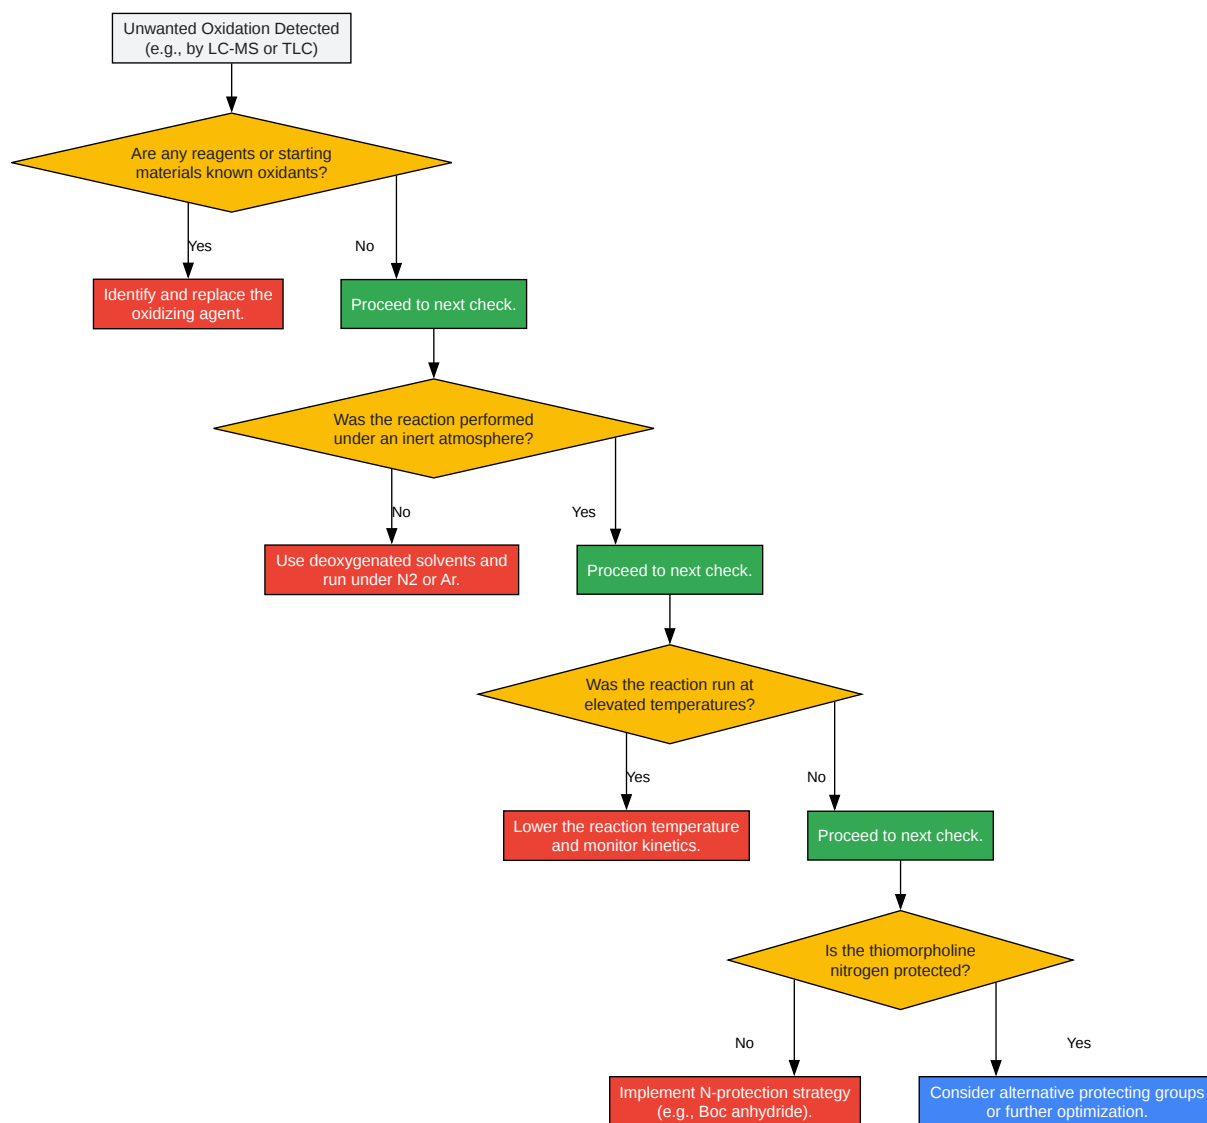 Unwanted Oxidation Detected
(e.g., by LC-MS or TLC)
Are any reagents or starting
materials known oxidants?
Yes
No
Identify and replace the
oxidizing agent.
Proceed to next check.
Was the reaction performed
under an inert atmosphere?
No
Yes
Use deoxygenated solvents and
run under N2 or Ar.
Proceed to next check.
Was the reaction run at
elevated temperatures?
Yes
No
Lower the reaction temperature
and monitor kinetics.
Proceed to next check.
Is the thiomorpholine
nitrogen protected?
No
Yes
Implement N-protection strategy
(e.g., Boc anhydride).
Consider alternative protecting groups
or further optimization.